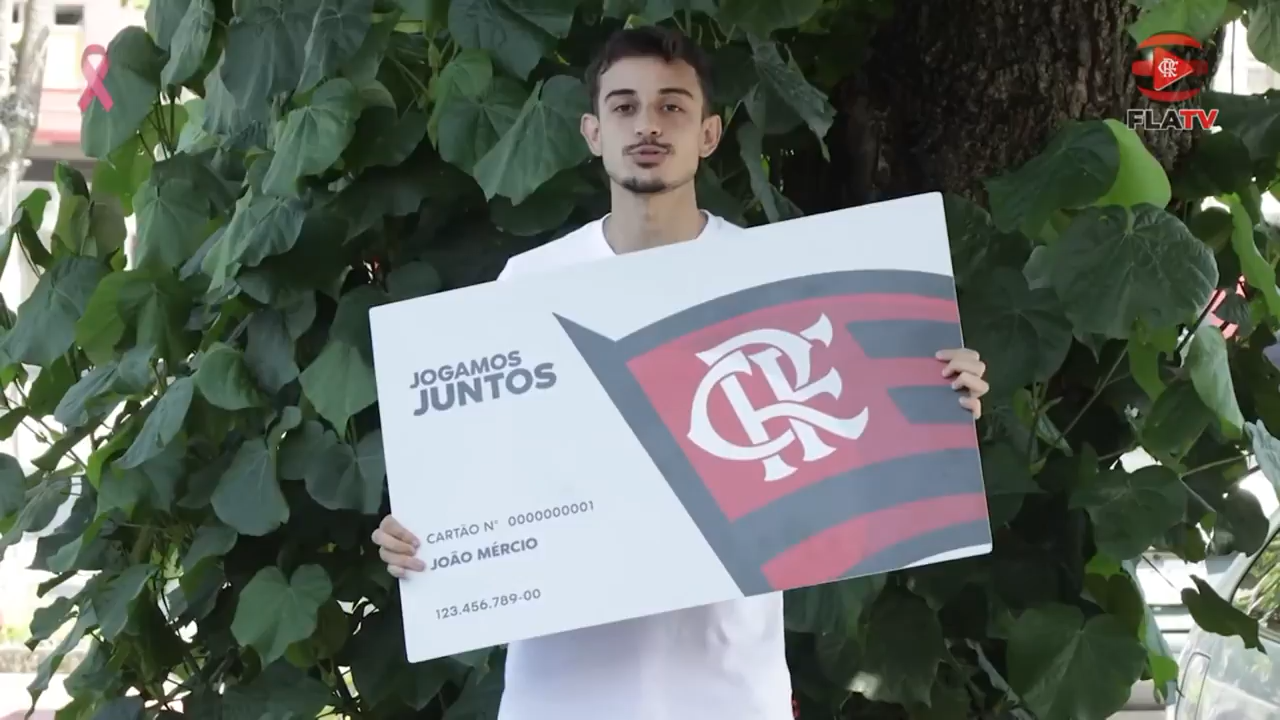 FLATV
JOGAMOS
JUNTOS
CRF
CARTÃO Nº 0000000001
JOÃO MÉRCIO
123.456.789-00